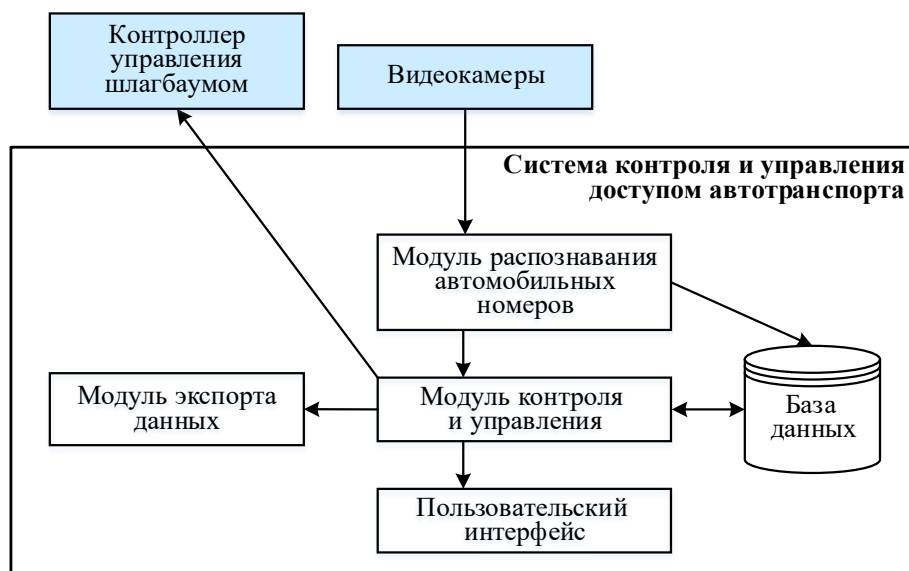 Контроллер
управления
шлагбаумом
Видеокамеры
Система контроля и управления
доступом автотранспорта
Модуль распознавания
автомобильных
номеров
Модуль экспорта
данных
Модуль контроля
и управления
База
данных
Пользовательский
интерфейс